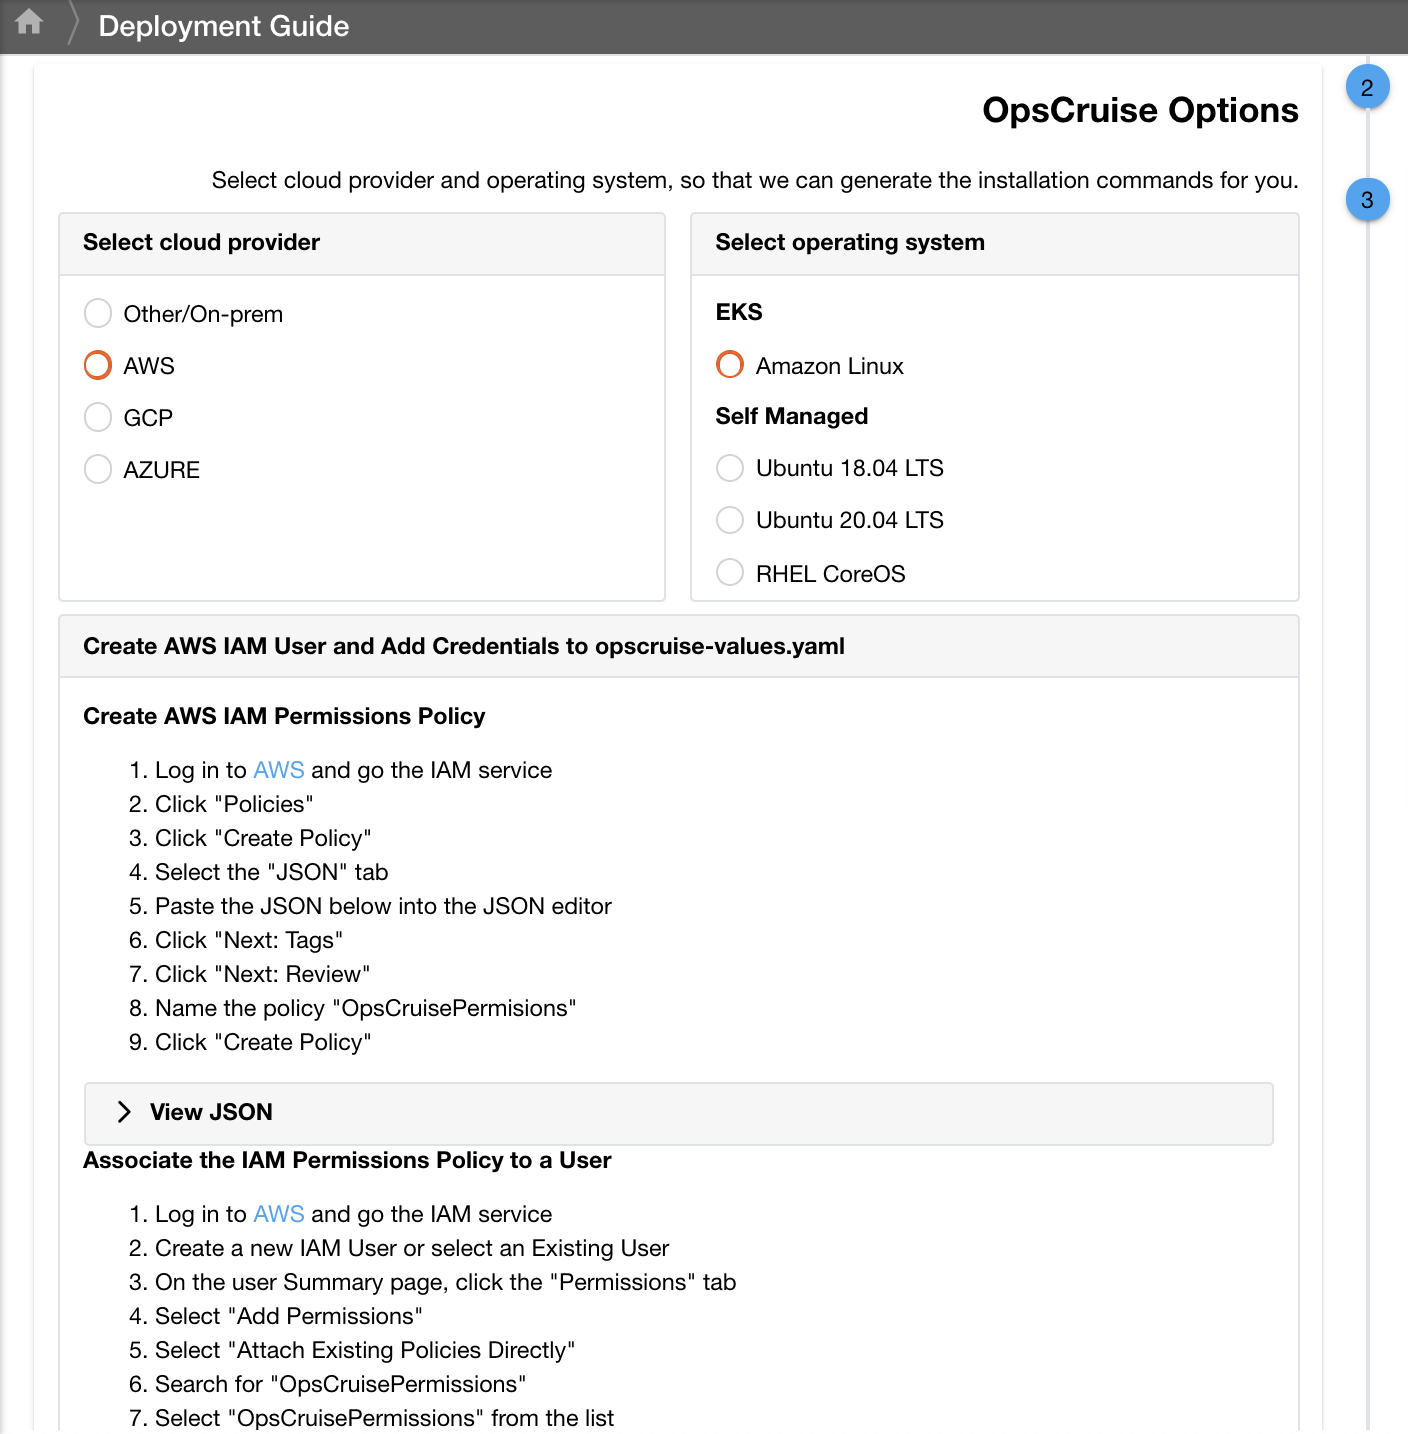 Deployment Guide
2
OpsCruise Options
3
Select cloud provider and operating system, so that we can generate the installation commands for you.
Select cloud provider
Other/On-prem
AWS
GCP
AZURE
Select operating system
EKS
Amazon Linux
Self Managed
Ubuntu 18.04 LTS
Ubuntu 20.04 LTS
RHEL CoreOS
Create AWS IAM User and Add Credentials to opscruise-values.yaml
Create AWS IAM Permissions Policy
1. Log in to AWS and go the IAM service
2. Click "Policies"
3. Click "Create Policy"
4. Select the "JSON" tab
5. Paste the JSON below into the JSON editor
6. Click "Next: Tags"
7. Click "Next: Review"
8. Name the policy "OpsCruisePermisions"
9. Click "Create Policy"
View JSON
Associate the IAM Permissions Policy to a User
1. Log in to AWS and go the IAM service
2. Create a new IAM User or select an Existing User
3. On the user Summary page, click the "Permissions" tab
4. Select "Add Permissions"
5. Select "Attach Existing Policies Directly"
6. Search for "OpsCruisePermissions"
7. Select "OpsCruisePermissions" from the list